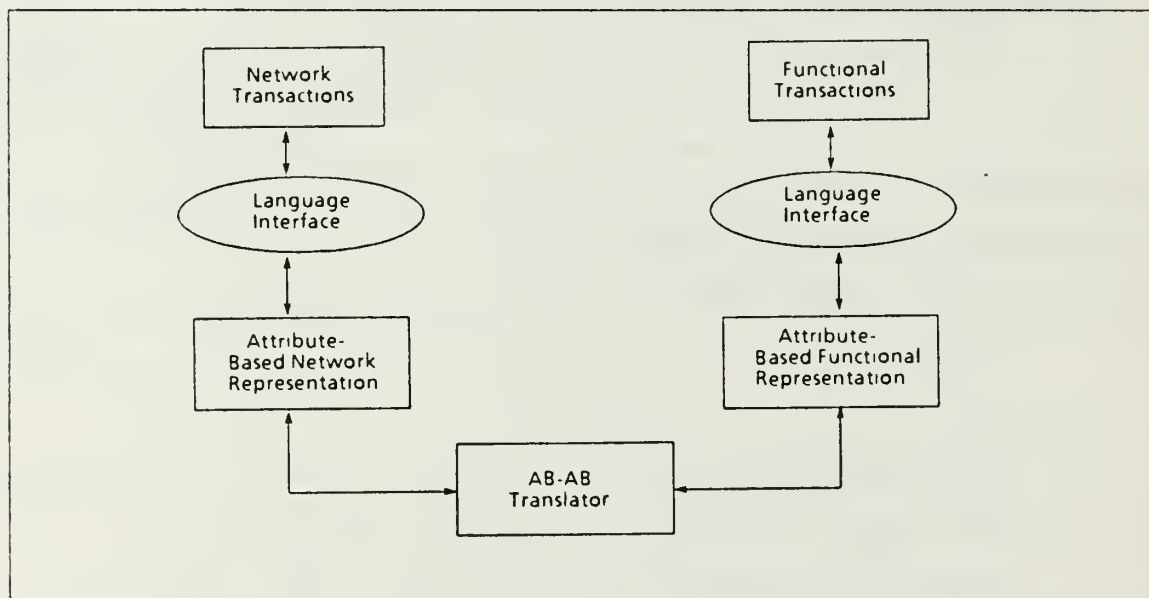 Network
Transactions
Functional
Transactions
Language
Interface
Language
Interface
Attribute-
Based Network
Representation
Attribute-
Based Functional
Representation
AB-AB
Translator